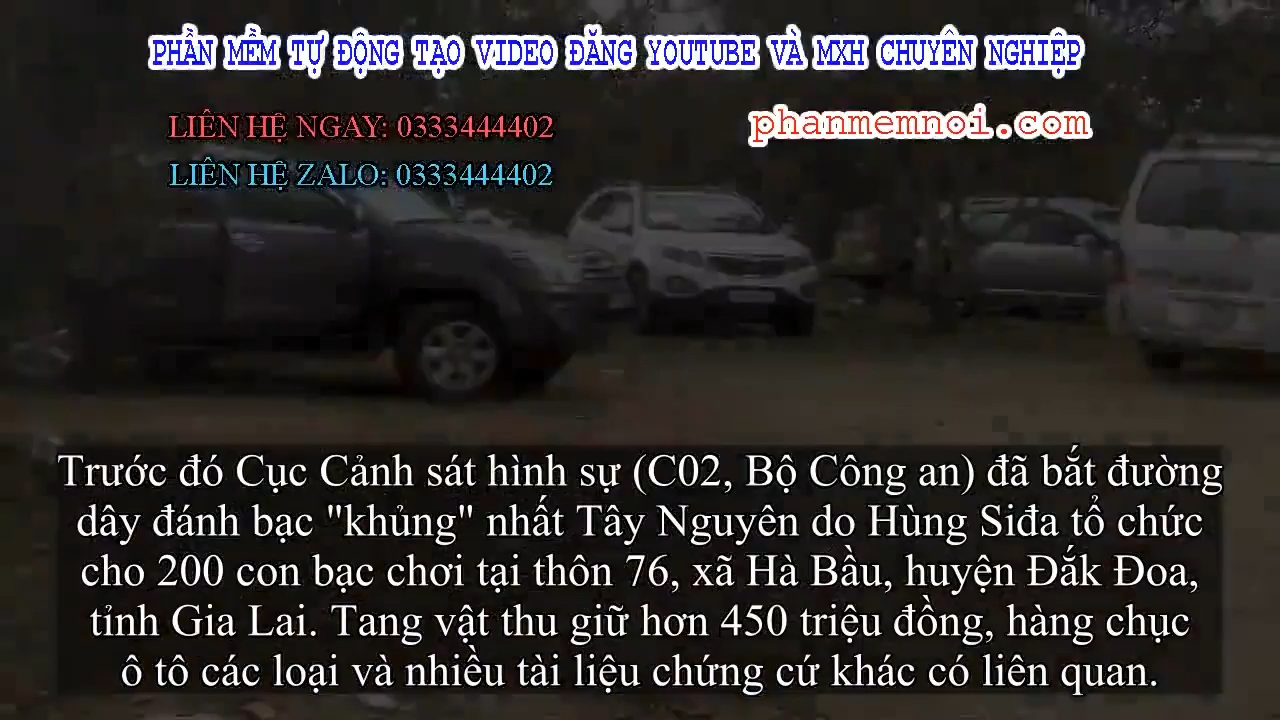 PHẦN MỀM TỰ ĐỘNG TẠO VIDEO ĐĂNG YOUTUBE VÀ MXH CHUYÊN NGHIỆP
LIÊN HỆ NGAY: 0333444402
phanmemnoi.com
LIÊN HỆ ZALO: 0333444402
Trước đó Cục Cảnh sát hình sự (C02, Bộ Công an) đã bắt đường
dây đánh bạc "khủng" nhất Tây Nguyên do Hùng Siđa tổ chức
cho 200 con bạc chơi tại thôn 76, xã Hà Bầu, huyện Đắk Đoa,
tỉnh Gia Lai. Tang vật thu giữ hơn 450 triệu đồng, hàng chục
ô tô các loại và nhiều tài liệu chứng cứ khác có liên quan.